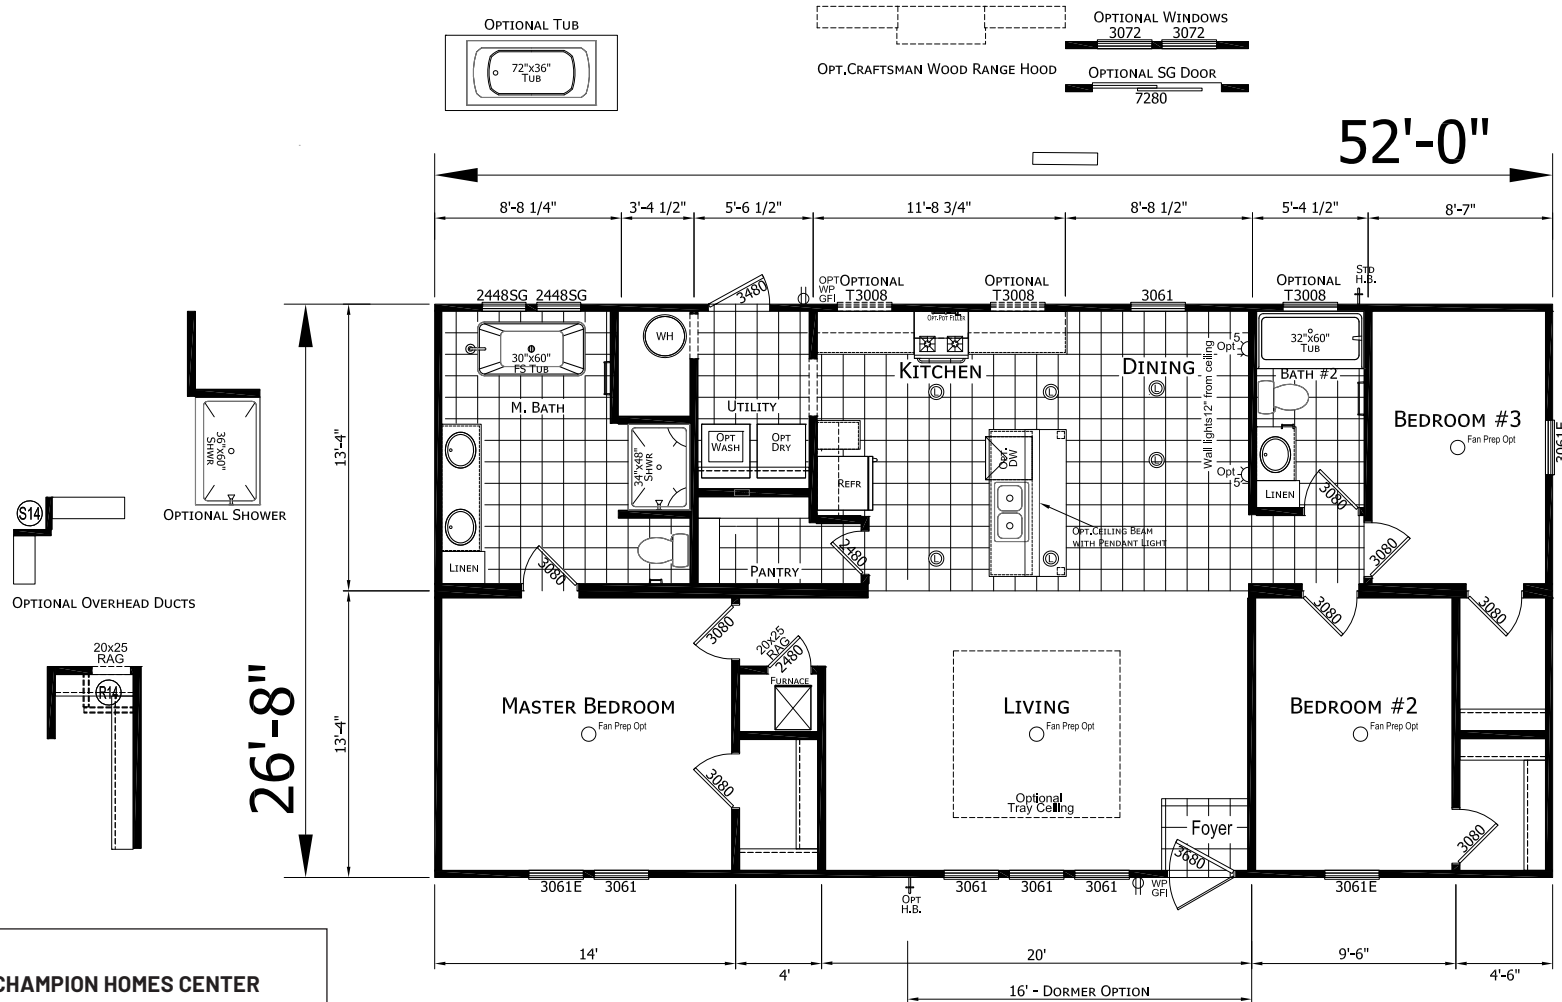 OPTIONAL TUB
72"x36"
TUB
OPT.CRAFTSMAN WOOD RANGE HOOD
OPTIONAL WINDOWS
3072 3072
OPTIONAL SG DOOR
7280
52'-0"
8'-8 1/4" 3'-4 1/2" 5'-6 1/2" 11'-8 3/4" 8'-8 1/2" 5'-4 1/2" 8'-7"
2448SG 2448SG
3480
OPT
WP
GFI
OPTIONAL
T3008
OPTIONAL
T3008
3061
OPTIONAL
T3008
STD
H.B.
30"x60"
FS TUB
WH
OPT.POT FILLER
KITCHEN
DINING
Wall lights12" from ceiling
5
Opt
32"x60"
TUB
BATH #2
M. BATH
UTILITY
BEDROOM #3
Fan Prep Opt
3061E
OPT
WASH
OPT
DRY
34"x48"
SHWR
REFR
OPT.
DW
L
L
L
L
L
L
Opt
5
LINEN
3080
OPT.CEILING BEAM
WITH PENDANT LIGHT
LINEN
3080
PANTRY
2480
3080
13'-4"
36"x60"
SHWR
OPTIONAL SHOWER
S14
OPTIONAL OVERHEAD DUCTS
20x25
RAG
R14
26'-8"
13'-4"
MASTER BEDROOM
Fan Prep Opt
3080
20x25
RAG
2480
FURNACE
3080
LIVING
Fan Prep Opt
Optional
Tray Ceiling
Foyer
3680
3080
3080
BEDROOM #2
Fan Prep Opt
3080
3061E 3061
OPT
H.B.
3061 3061 3061
WP
GFI
3061E
14' 4' 20' 9'-6" 4'-6"
16' - DORMER OPTION
CHAMPION HOMES CENTER